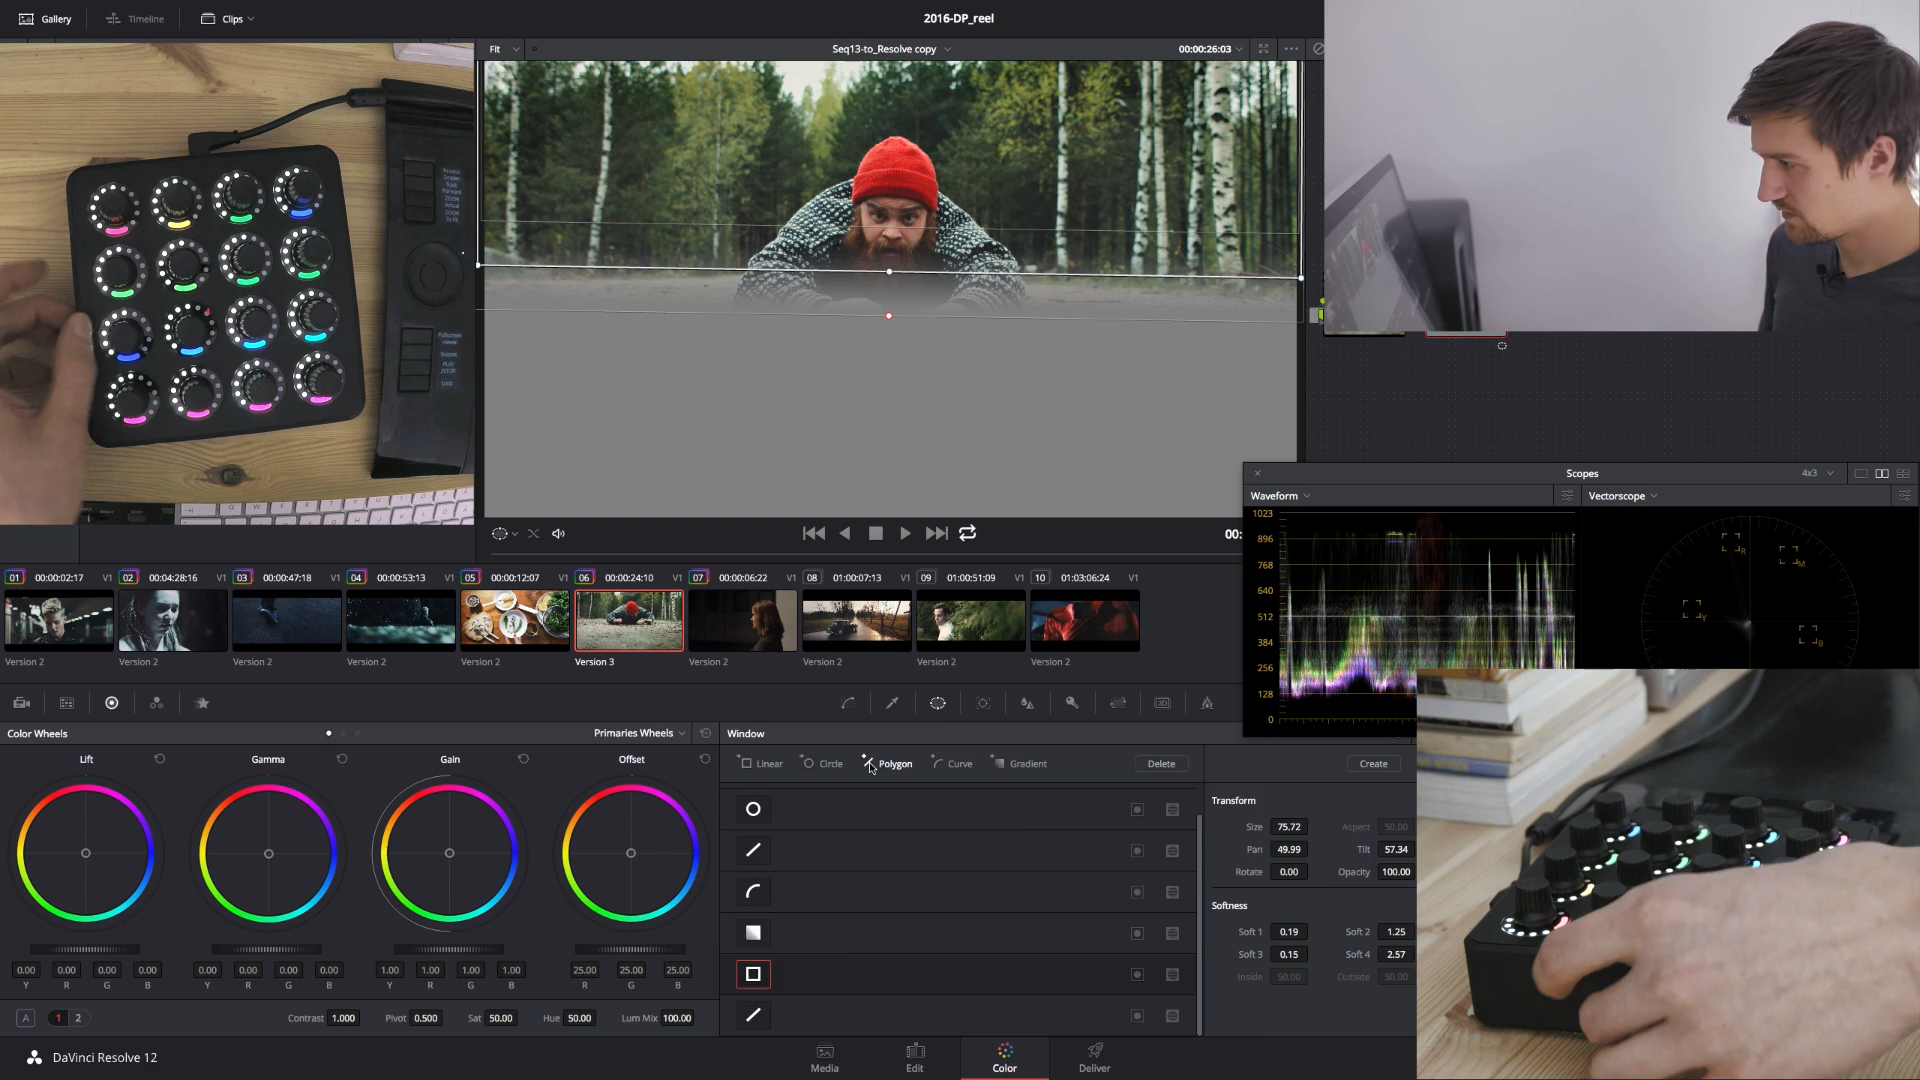 Gallery
Timeline
Clips
2016-DP_reel
Fit
Seq13-to_Resolve copy
00:00:26:03
Scopes
4x3
Waveform
Vectorscope
1023
896
768
640
512
384
256
128
0
R
M
Y
B
00:
01 00:00:02:17 V1
02 00:04:28:16 V1
03 00:00:47:18 V1
04 00:00:53:13 V1
05 00:00:12:07 V1
06 00:00:24:10 V1
07 00:00:06:22 V1
08 01:00:07:13 V1
09 01:00:51:09 V1
10 01:03:06:24 V1
Version 2
Version 2
Version 2
Version 2
Version 2
Version 3
Version 2
Version 2
Version 2
Version 2
3D
Color Wheels
Primaries Wheels
Lift
Gamma
Gain
Offset
0.00 0.00 0.00 0.00
Y R G B
0.00 0.00 0.00 0.00
Y R G B
1.00 1.00 1.00 1.00
Y R G B
25.00 25.00 25.00
R G B
A
1 2
Contrast 1.000
Pivot 0.500
Sat 50.00
Hue 50.00
Lum Mix 100.00
Window
Linear
Circle
Polygon
Curve
Gradient
Delete
Create
Transform
Size 75.72 Aspect 50.00
Pan 49.99 Tilt 57.34
Rotate 0.00 Opacity 100.00
Softness
Soft 1 0.19 Soft 2 1.25
Soft 3 0.15 Soft 4 2.57
Inside 50.00 Outside 50.00
DaVinci Resolve 12
Media
Edit
Color
Deliver